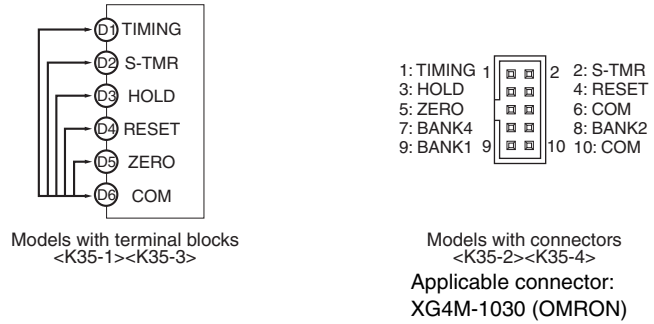 D1 TIMING
D2 S-TMR
D3 HOLD
D4 RESET
D5 ZERO
D6 COM
Models with terminal blocks
<K35-1><K35-3>
1: TIMING 1 2 2: S-TMR
3: HOLD 4: RESET
5: ZERO 6: COM
7: BANK4 8: BANK2
9: BANK1 9 10 10: COM
Models with connectors
<K35-2><K35-4>
Applicable connector:
XG4M-1030 (OMRON)